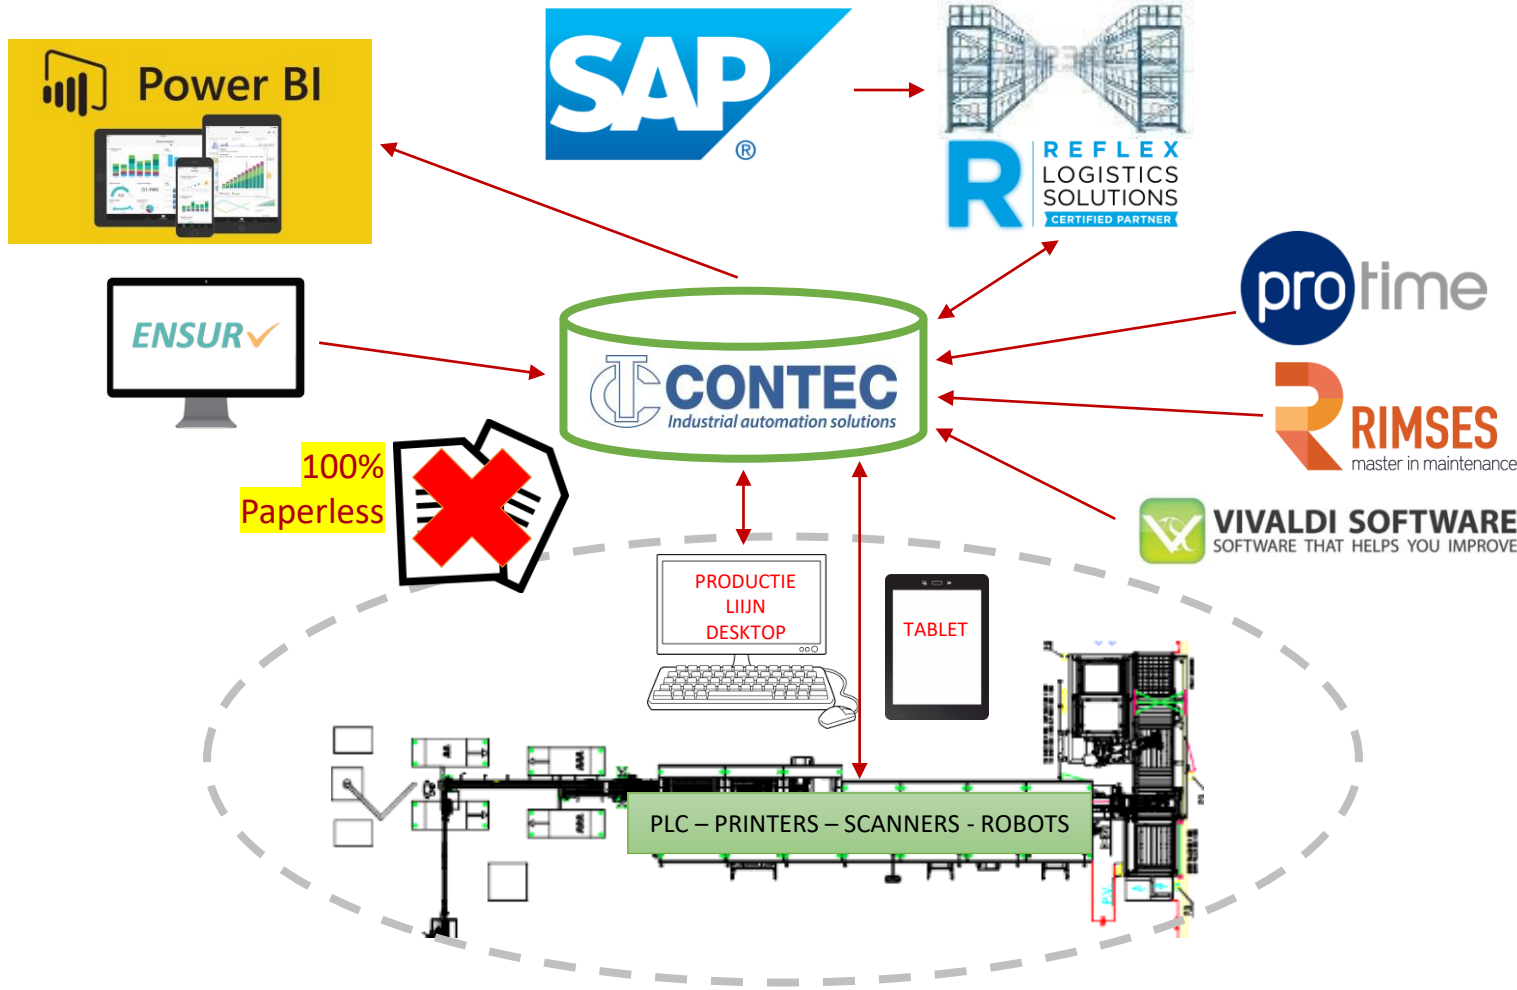 Power BI
SAP
®
REFLEX
LOGISTICS
SOLUTIONS
CERTIFIED PARTNER
R
protime
ENSUR
CONTEC
Industrial automation solutions
RIMSES
master in maintenance
100%
Paperless
VIVALDI SOFTWARE
SOFTWARE THAT HELPS YOU IMPROVE
PRODUCTIE
LIIJN
DESKTOP
TABLET
PLC – PRINTERS – SCANNERS - ROBOTS
P.V.